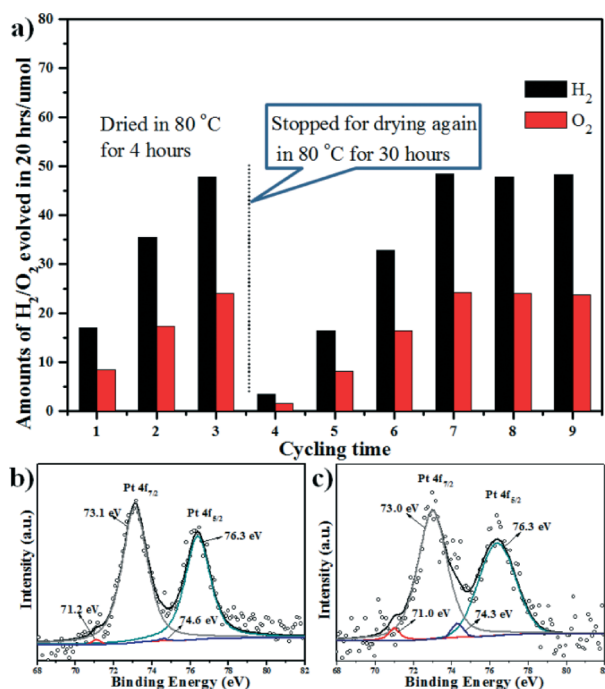 a)
Amounts of H2/O2 evolved in 20 hrs/umol
80
70
60
50
40
30
20
10
0
H2
O2
Dried in 80 °C
for 4 hours
Stopped for drying again
in 80 °C for 30 hours
1 2 3 4 5 6 7 8 9
Cycling time
b)
Intensity (a.u.)
Pt 4f7/2
73.1 eV
Pt 4f5/2
76.3 eV
71.2 eV
74.6 eV
68 70 72 74 76 78 80 82
Binding Energy (eV)
c)
Intensity (a.u.)
Pt 4f7/2
73.0 eV
Pt 4f5/2
76.3 eV
71.0 eV
74.3 eV
68 70 72 74 76 78 80 82
Binding Energy (eV)